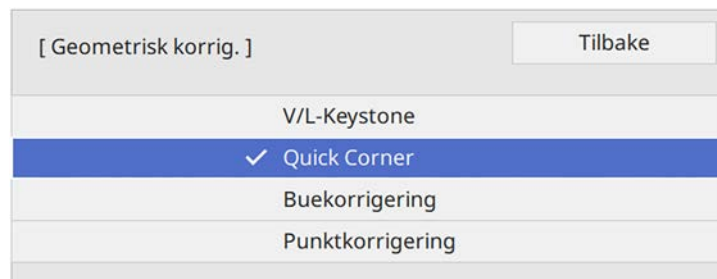 [ Geometrisk korrig. ]
Tilbake
V/L-Keystone
Quick Corner
Buekorrigering
Punktkorrigering